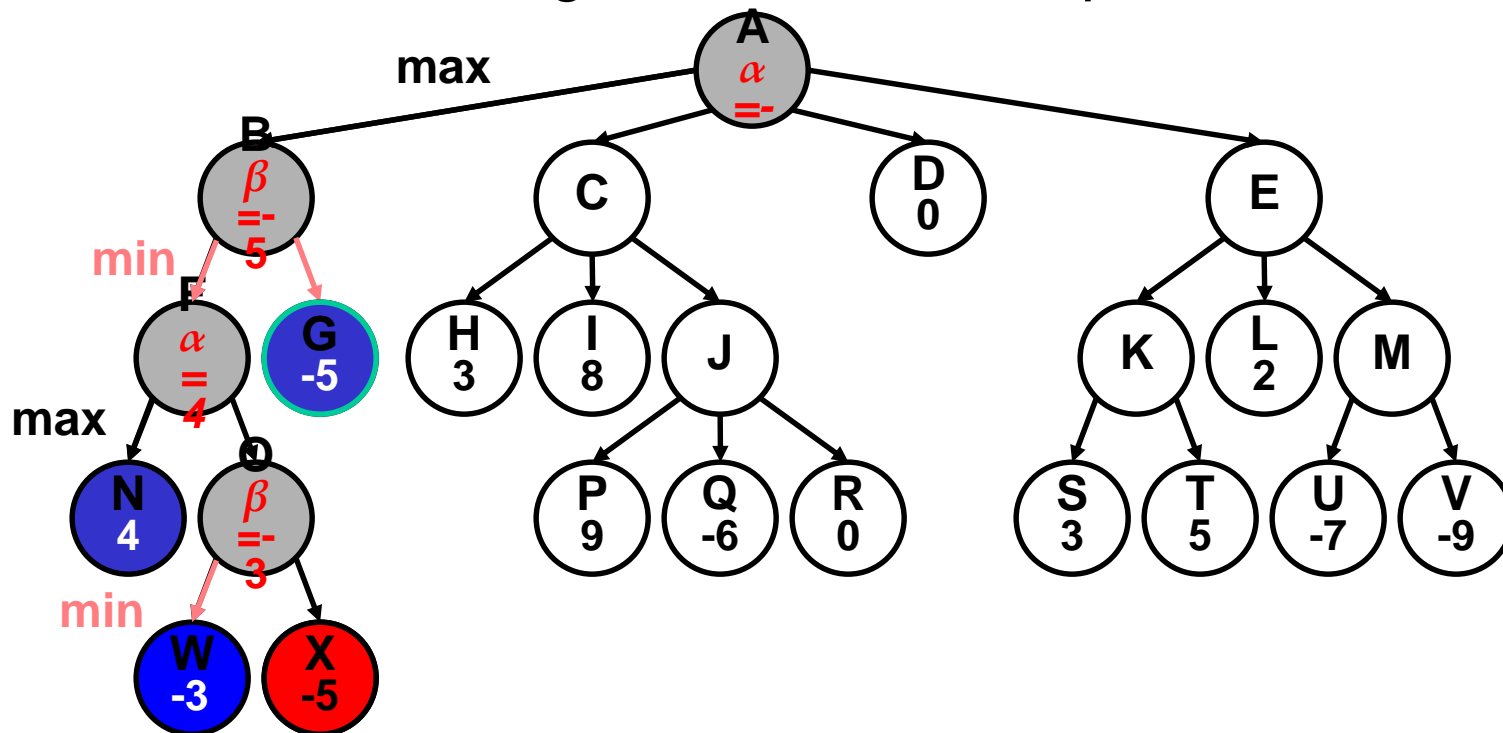 A
α
=-
max
B
β
=-
5
C
D
0
E
min
F
α
=
4
G
-5
H
3
I
8
J
K
L
2
M
max
N
4
O
β
=-
3
P
9
Q
-6
R
0
S
3
T
5
U
-7
V
-9
min
W
-3
X
-5